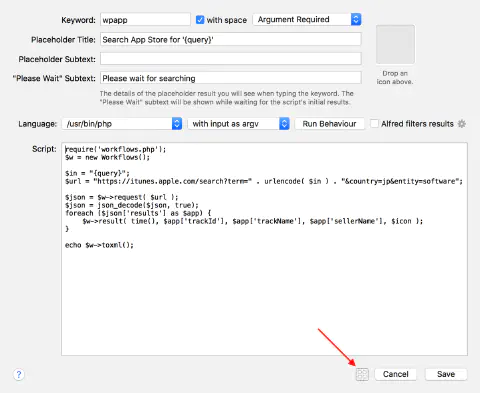 Keyword: wpapp with space Argument Required
Placeholder Title: Search App Store for '{query}'
Placeholder Subtext:
"Please Wait" Subtext: Please wait for searching
Drop an
icon above.
The details of the placeholder result you will see when typing the keyword. The
"Please Wait" subtext will be shown while waiting for the script's initial results.
Language: /usr/bin/php with input as argv Run Behaviour Alfred filters results
Script: require('workflows.php');
$w = new Workflows();
$in = "{query}";
$url = "https://itunes.apple.com/search?term=" . urlencode( $in ) . "&country=jp&entity=software";
$json = $w->request( $url );
$json = json_decode($json, true);
foreach ($json['results'] as $app) {
$w->result( time(), $app['trackId'], $app['trackName'], $app['sellerName'], $icon );
}
echo $w->toxml();
? Cancel Save